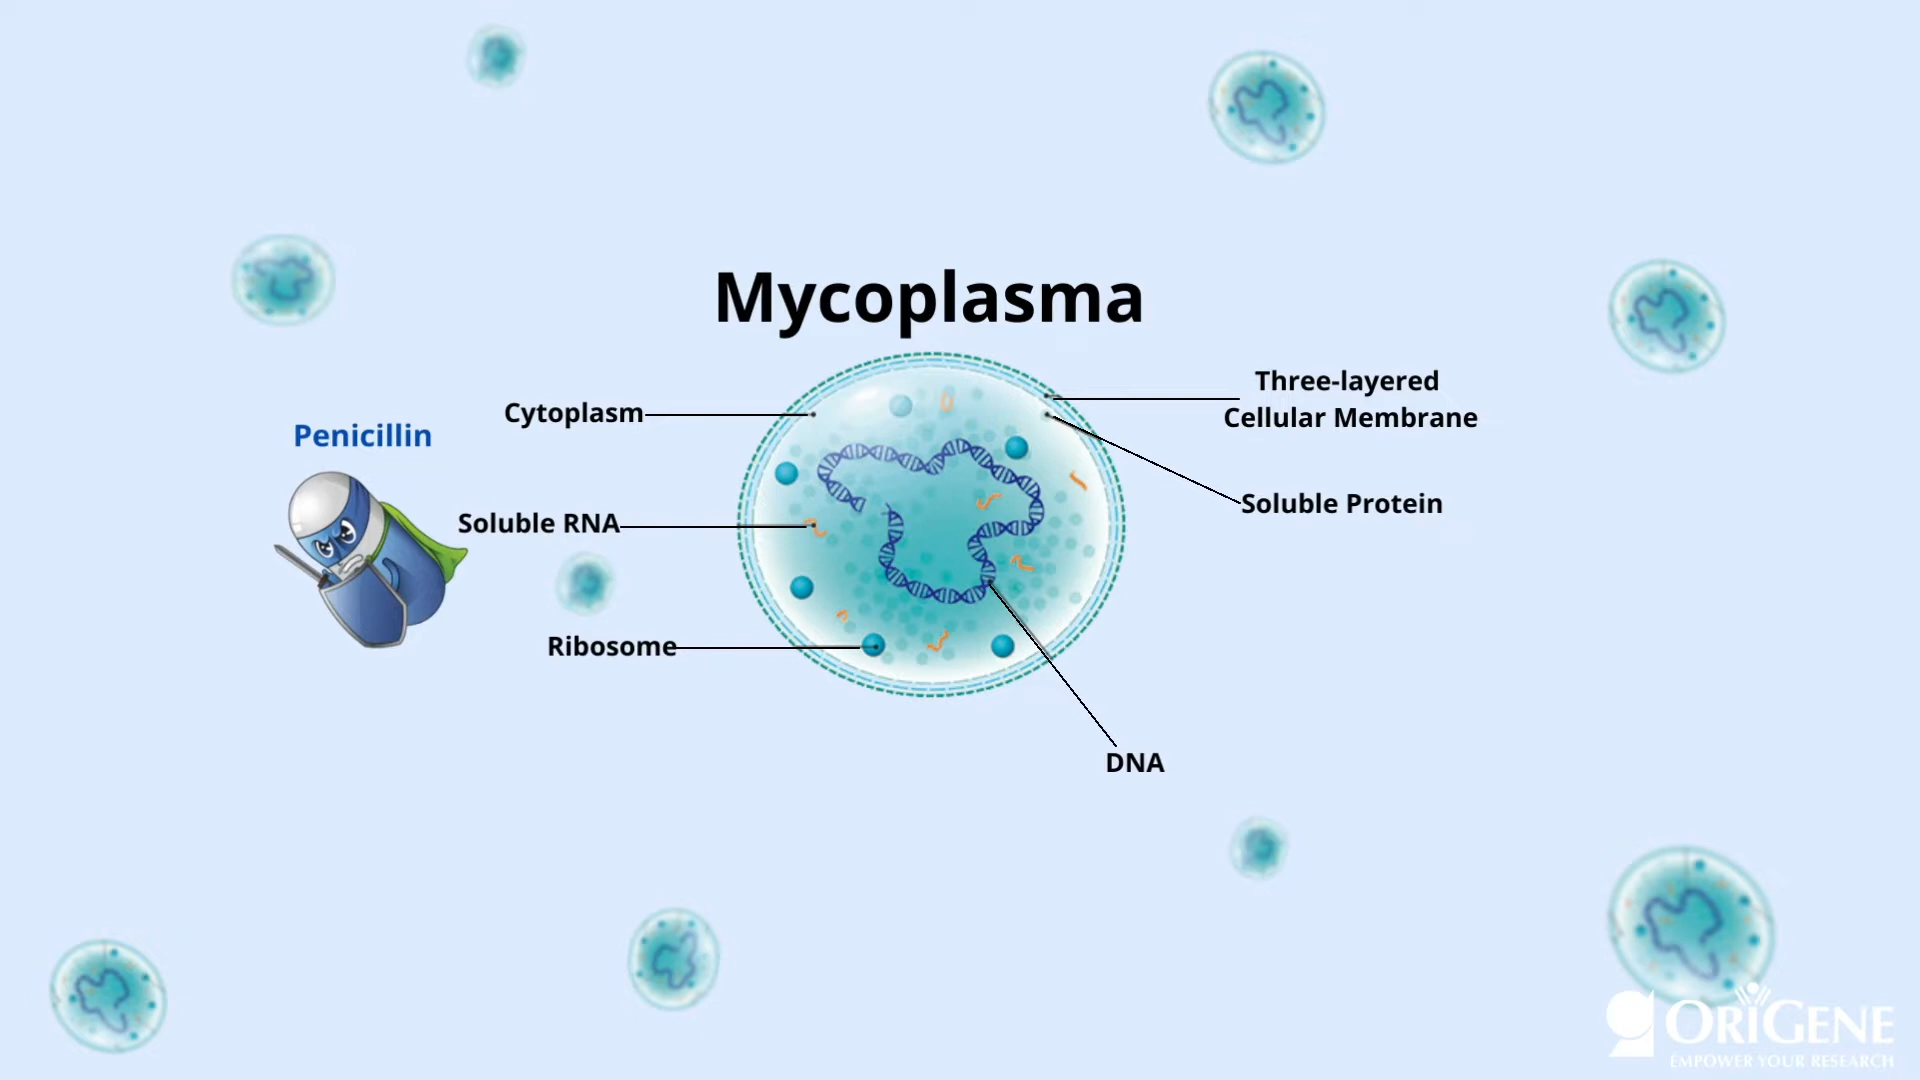 Mycoplasma
Three-layered
Cellular Membrane
Cytoplasm
Penicillin
Soluble Protein
Soluble RNA
Ribosome
DNA
ORIGENE
EMPOWER YOUR RESEARCH